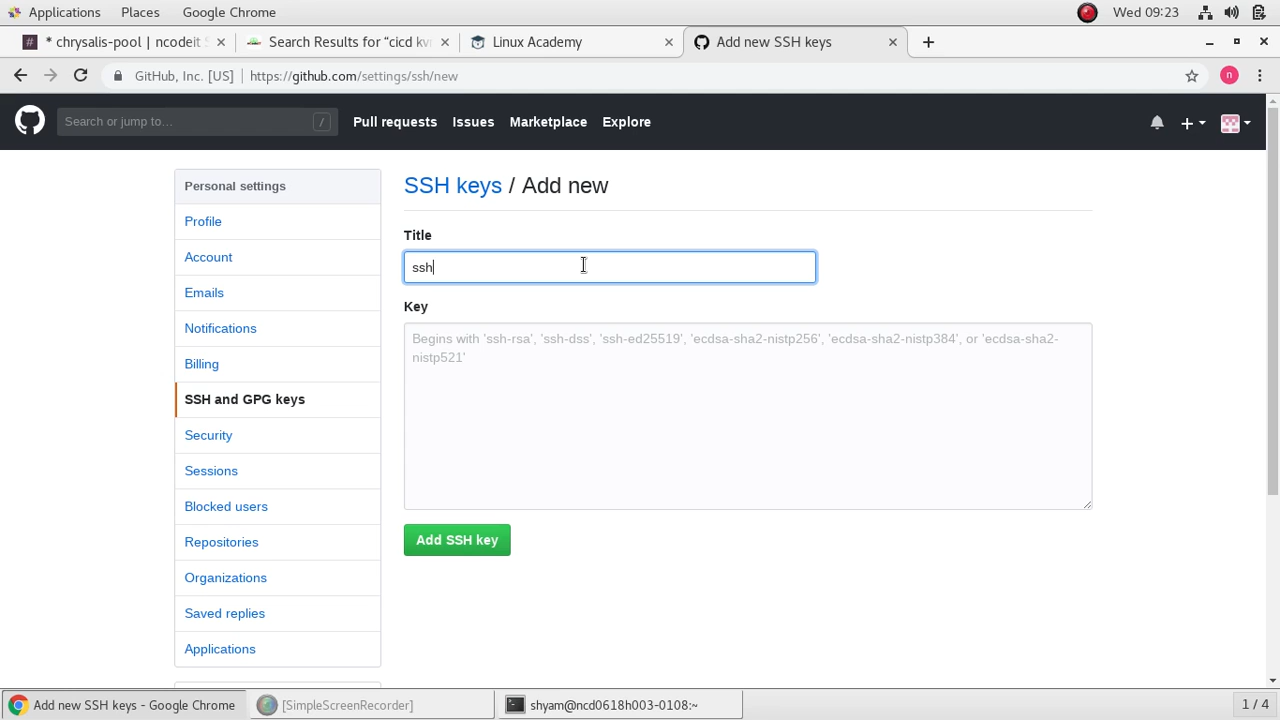 Applications Places Google Chrome Wed 09:23
* chrysalis-pool | ncodeit S × Search Results for “cicd kvm × Linux Academy × Add new SSH keys × +
GitHub, Inc. [US] https://github.com/settings/ssh/new n
Search or jump to… / Pull requests Issues Marketplace Explore
Personal settings
Profile
Account
Emails
Notifications
Billing
SSH and GPG keys
Security
Sessions
Blocked users
Repositories
Organizations
Saved replies
Applications
SSH keys / Add new
Title
ssh
Key
Begins with 'ssh-rsa', 'ssh-dss', 'ssh-ed25519', 'ecdsa-sha2-nistp256', 'ecdsa-sha2-nistp384', or 'ecdsa-sha2-
nistp521'
Add SSH key
Add new SSH keys - Google Chrome [SimpleScreenRecorder] shyam@ncd0618h003-0108:~ 1 / 4